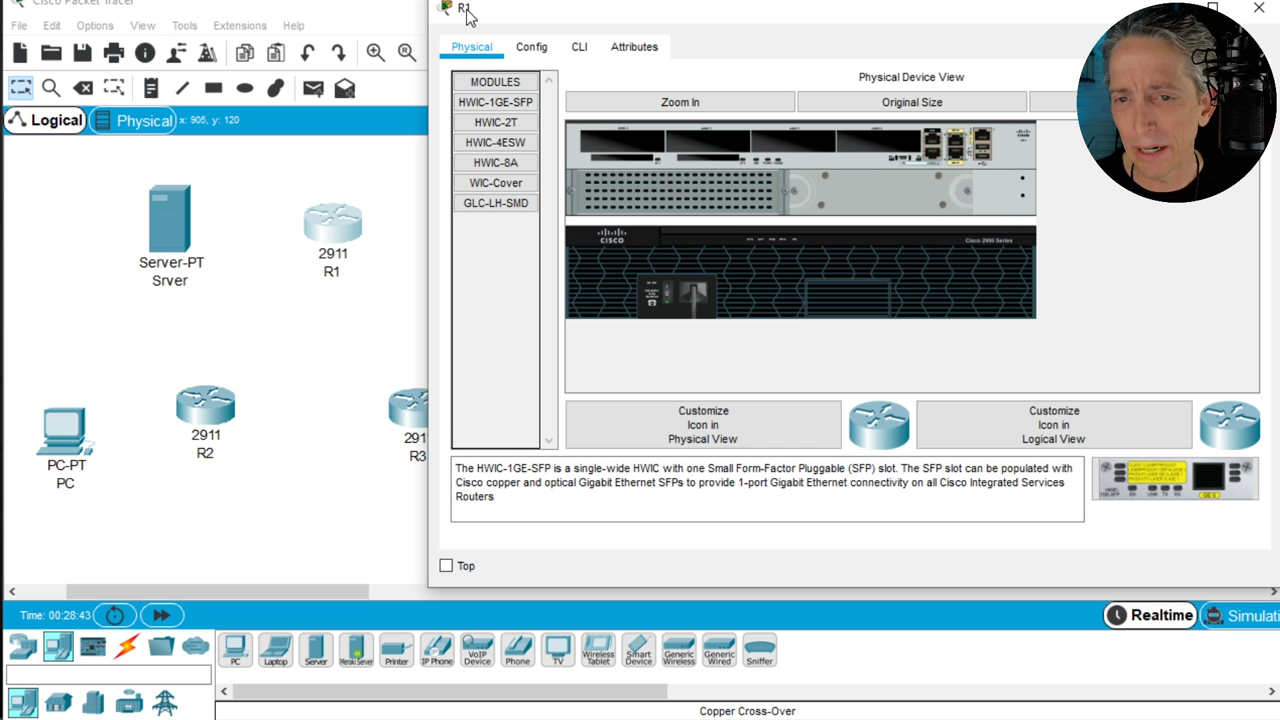 Cisco Packet Tracer
File Edit Options View Tools Extensions Help
Logical Physical x: 905, y: 120
Server-PT
Srver
2911
R1
2911
R2
291
R3
PC-PT
PC
R1
Physical Config CLI Attributes
MODULES
HWIC-1GE-SFP
HWIC-2T
HWIC-4ESW
HWIC-8A
WIC-Cover
GLC-LH-SMD
Physical Device View
Zoom In Original Size
CISCO
Cisco 2900 Series
Customize
Icon in
Physical View
Customize
Icon in
Logical View
The HWIC-1GE-SFP is a single-wide HWIC with one Small Form-Factor Pluggable (SFP) slot. The SFP slot can be populated with
Cisco copper and optical Gigabit Ethernet SFPs to provide 1-port Gigabit Ethernet connectivity on all Cisco Integrated Services
Routers
Top
Time: 00:28:43
Realtime Simulati
PC Laptop Server Meraki Server Printer IP Phone VoIP Device Phone TV Wireless Tablet Smart Device Generic Wireless Generic Wired Sniffer
Copper Cross-Over